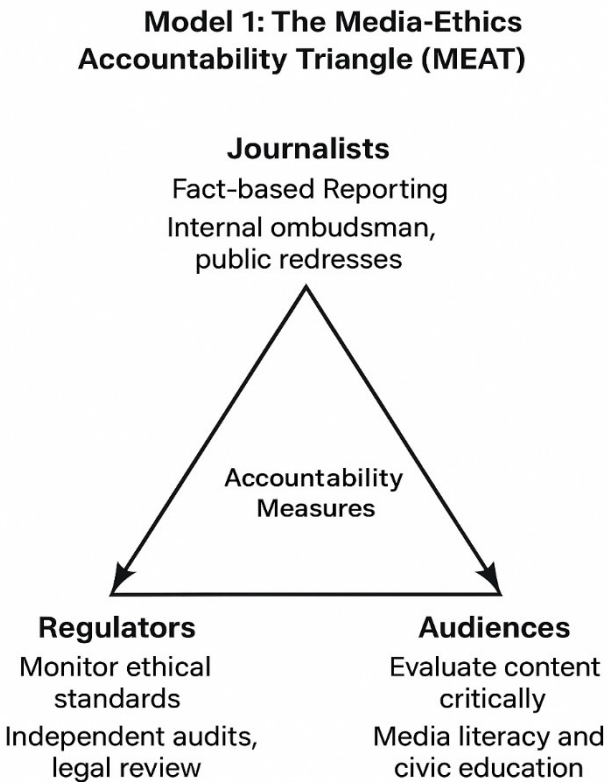 Model 1: The Media-Ethics
Accountability Triangle (MEAT)
Journalists
Fact-based Reporting
Internal ombudsman,
public redresses
Accountability
Measures
Regulators
Monitor ethical
standards
Independent audits,
legal review
Audiences
Evaluate content
critically
Media literacy and
civic education